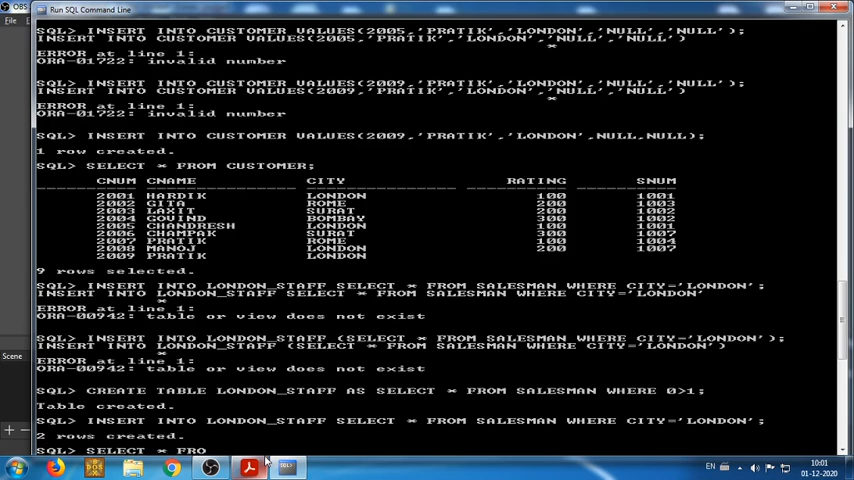 OBS
Run SQL Command Line
File
SQL> INSERT INTO CUSTOMER VALUES(2005,'PRATIK','LONDON','NULL','NULL');
INSERT INTO CUSTOMER VALUES(2005,'PRATIK','LONDON','NULL','NULL')
*
ERROR at line 1:
ORA-01722: invalid number
SQL> INSERT INTO CUSTOMER VALUES(2009,'PRATIK','LONDON','NULL','NULL');
INSERT INTO CUSTOMER VALUES(2009,'PRATIK','LONDON','NULL','NULL')
*
ERROR at line 1:
ORA-01722: invalid number
SQL> INSERT INTO CUSTOMER VALUES(2009,'PRATIK','LONDON',NULL,NULL);
1 row created.
SQL> SELECT * FROM CUSTOMER;
CNUM CNAME CITY RATING SNUM
2001 HARDIK LONDON 100 1001
2002 GITA ROME 200 1003
2003 LAXIT SURAT 200 1002
2004 GOVIND BOMBAY 300 1002
2005 CHANDRESH LONDON 100 1001
2006 CHAMPAK SURAT 300 1007
2007 PRATIK ROME 100 1004
2008 MANOJ LONDON 200 1007
2009 PRATIK LONDON
9 rows selected.
SQL> INSERT INTO LONDON_STAFF SELECT * FROM SALESMAN WHERE CITY='LONDON';
INSERT INTO LONDON_STAFF SELECT * FROM SALESMAN WHERE CITY='LONDON'
*
ERROR at line 1:
ORA-00942: table or view does not exist
SQL> INSERT INTO LONDON_STAFF (SELECT * FROM SALESMAN WHERE CITY='LONDON');
INSERT INTO LONDON_STAFF (SELECT * FROM SALESMAN WHERE CITY='LONDON')
*
ERROR at line 1:
ORA-00942: table or view does not exist
SQL> CREATE TABLE LONDON_STAFF AS SELECT * FROM SALESMAN WHERE 0>1;
Table created.
SQL> INSERT INTO LONDON_STAFF SELECT * FROM SALESMAN WHERE CITY='LONDON';
2 rows created.
SQL> SELECT * FRO
Scene
DOS
SQL>
EN
10:01
01-12-2020